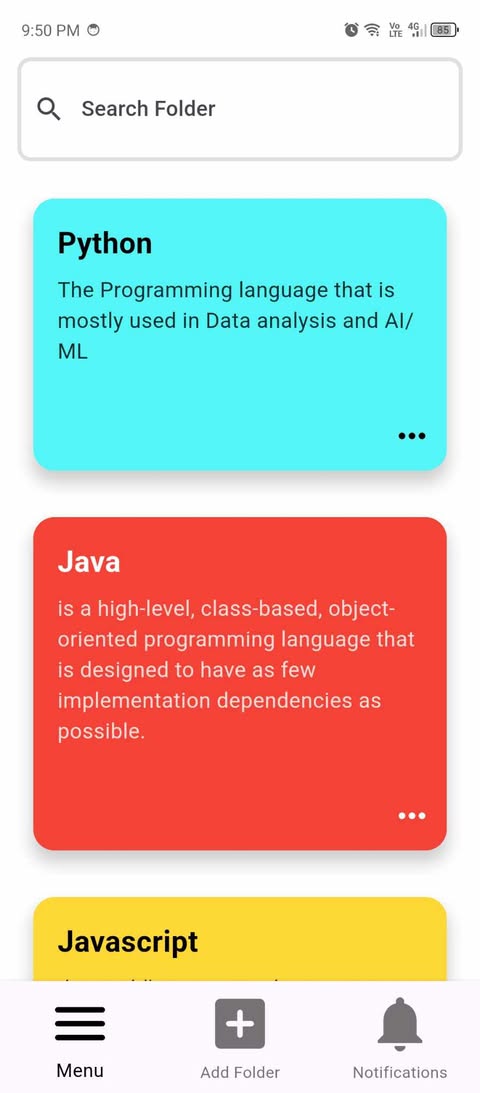 9:50 PM
Vo LTE 4G 85
Search Folder
Python
The Programming language that is
mostly used in Data analysis and AI/
ML
Java
is a high-level, class-based, object-
oriented programming language that
is designed to have as few
implementation dependencies as
possible.
Javascript
Menu
Add Folder
Notifications